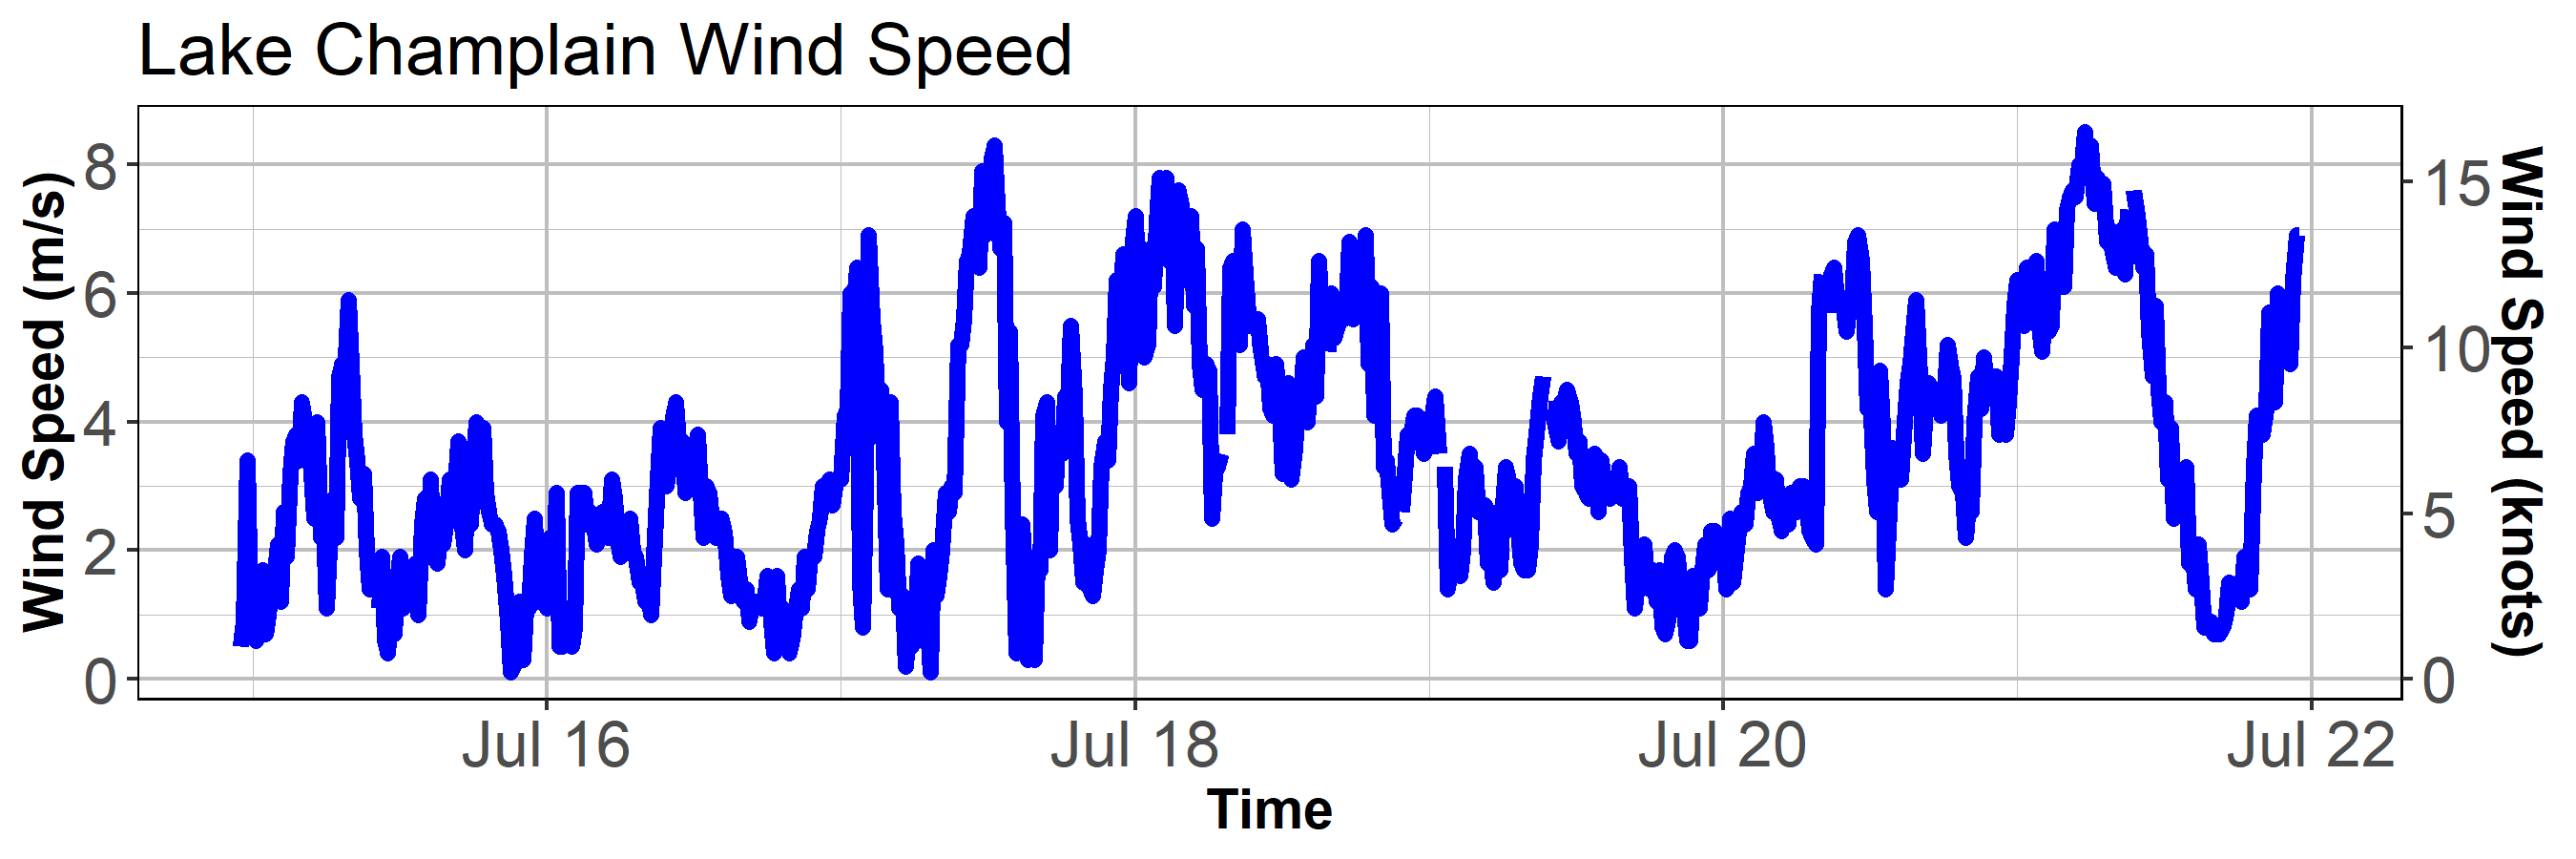 Lake Champlain Wind Speed
Wind Speed (m/s)
8
6
4
2
0
15
10
5
0
Wind Speed (knots)
Jul 16
Jul 18
Jul 20
Jul 22
Time